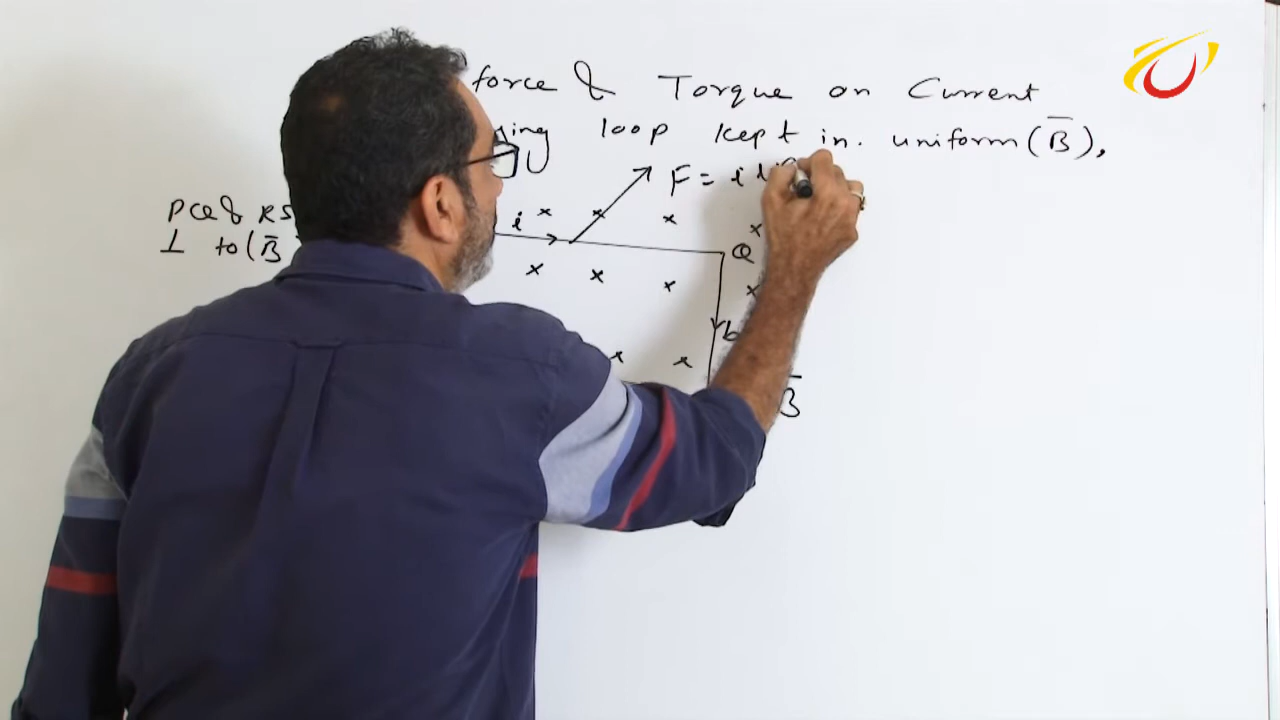 force & Torque on Current
ing loop kept in. uniform (B̅),
F = i l
PQ & RS
⊥ to (B̅
i
Q
b
B̅